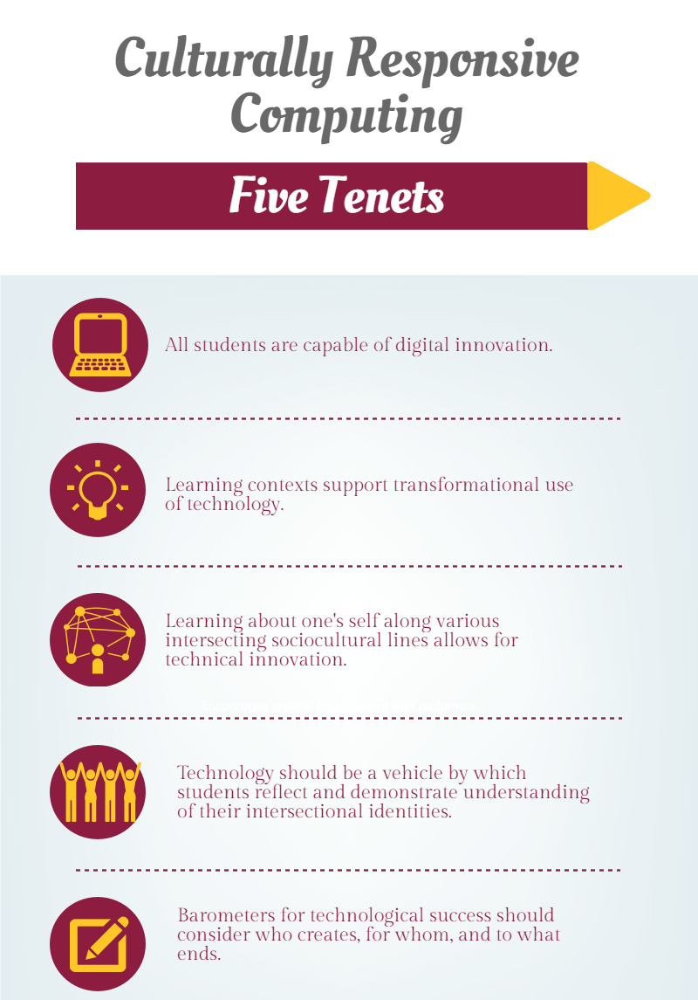 Culturally Responsive
Computing
Five Tenets
All students are capable of digital innovation.
Learning contexts support transformational use
of technology.
Learning about one's self along various
intersecting sociocultural lines allows for
technical innovation.
Technology should be a vehicle by which
students reflect and demonstrate understanding
of their intersectional identities.
Barometers for technological success should
consider who creates, for whom, and to what
ends.